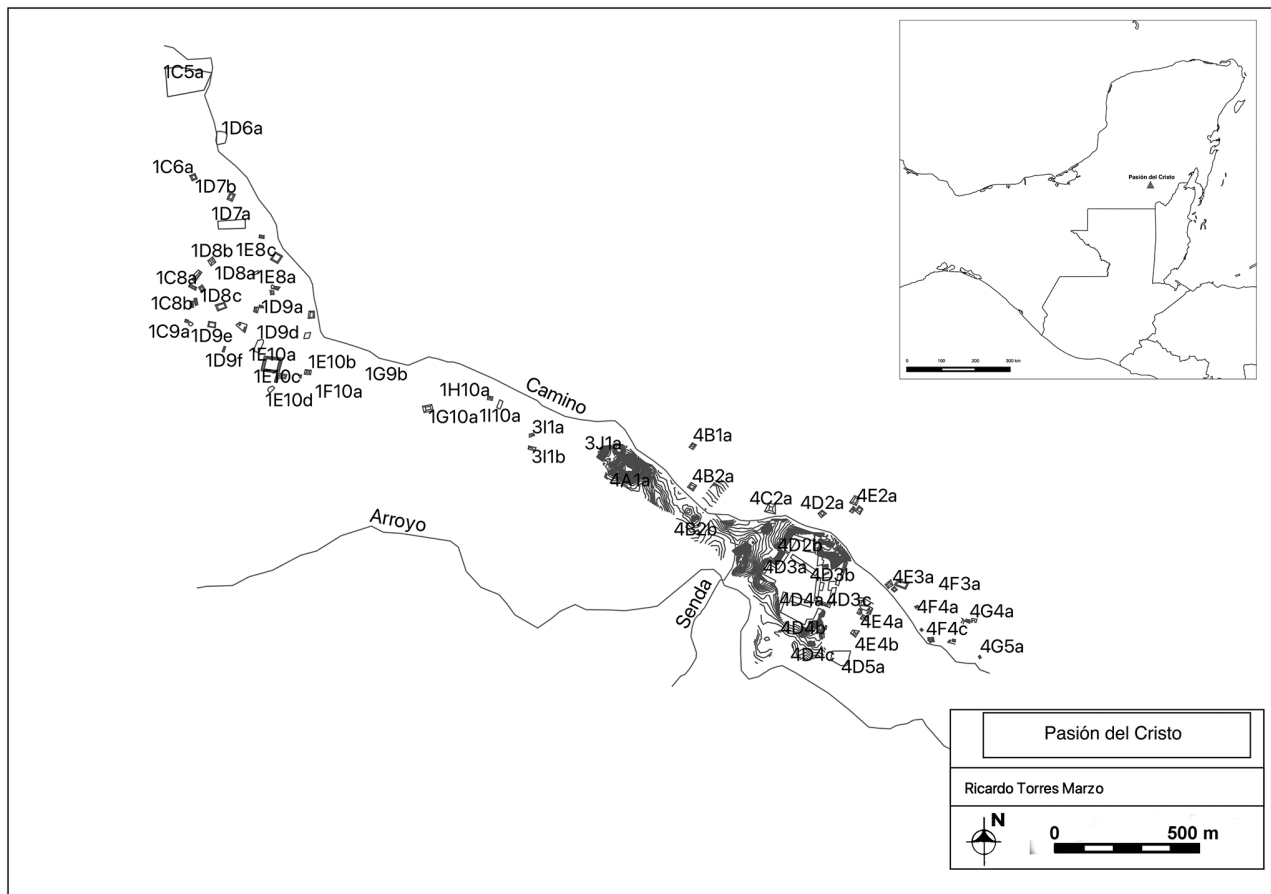 1C5a
1D6a
1C6a
1D7b
1D7a
1D8b 1E8c
1C8a 1D8a 1E8a
1C8b 1D8c
1D9a
1C9a 1D9e 1D9d
1D9f 1E10a 1E10b
1E10c 1G9b
1E10d 1F10a
1H10a
1G10a 1I10a
Camino
3I1a
3I1b
3J1a
4A1a
4B1a
4B2a
4B2b
4C2a 4D2a 4E2a
4D2b
4D3a 4D3b
4E3a 4F3a
4D4a 4D3c
4F4a 4G4a
4E4a
4D4b 4F4c
4E4b 4G5a
4D4c 4D5a
Arroyo
Senda
Pasión del Cristo
0 100 200 300 km
Pasión del Cristo
Ricardo Torres Marzo
N
0 500 m